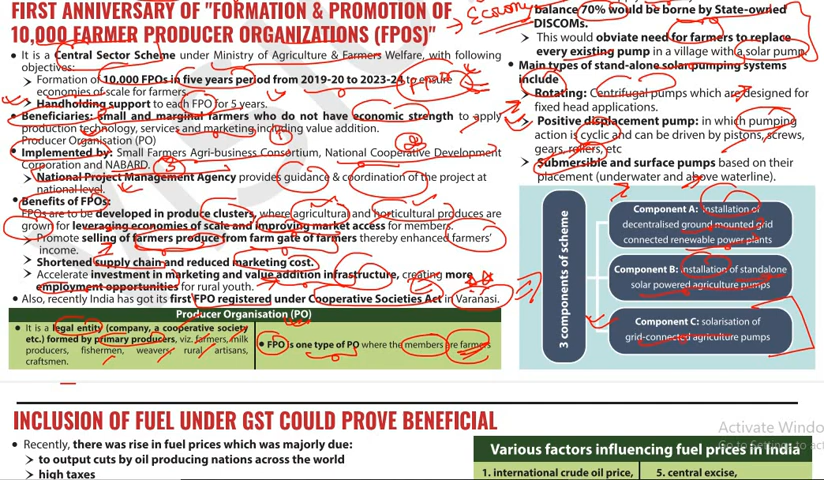 FIRST ANNIVERSARY OF "FORMATION & PROMOTION OF
10,000 FARMER PRODUCER ORGANIZATIONS (FPOS)"
• It is a Central Sector Scheme under Ministry of Agriculture & Farmers Welfare, with following
objectives:
Formation of 10,000 FPOs in five years period from 2019-20 to 2023-24 to ensure
economies of scale for farmers.
Handholding support to each FPO for 5 years.
• Beneficiaries: small and marginal farmers who do not have economic strength to apply
production technology, services and marketing including value addition.
Producer Organisation (PO)
• Implemented by: Small Farmers Agri-business Consortium, National Cooperative Development
Corporation and NABARD.
National Project Management Agency provides guidance & coordination of the project at
national level.
• Benefits of FPOs:
FPOs are to be developed in produce clusters, where agricultural and horticultural produces are
grown for leveraging economies of scale and improving market access for members.
Promote selling of farmers produce from farm gate of farmers thereby enhanced farmers'
income.
Shortened supply chain and reduced marketing cost.
Accelerate investment in marketing and value addition infrastructure, creating more
employment opportunities for rural youth.
• Also, recently India has got its first FPO registered under Cooperative Societies Act in Varanasi.
Producer Organization (PO)
• It is a legal entity (company, a cooperative society
etc.) formed by primary producers, viz. farmers, milk
producers, fishermen, weavers, rural artisans,
craftsmen.
• FPO is one type of PO where the members are farmers
Economy
balance 70% would be borne by State-owned
DISCOMs.
This would obviate need for farmers to replace
every existing pump in a village with a solar pump.
• Main types of stand-alone solar pumping systems
include
Rotating: Centrifugal pumps which are designed for
fixed head applications.
Positive displacement pump: in which pumping
action is cyclic and can be driven by pistons, screws,
gears, rollers, etc
Submersible and surface pumps based on their
placement (underwater and above waterline).
3 components of scheme
Component A: Installation of
decentralised ground mounted grid
connected renewable power plants
Component B: installation of standalone
solar powered agriculture pumps
Component C: solarisation of
grid-connected agriculture pumps
INCLUSION OF FUEL UNDER GST COULD PROVE BENEFICIAL
• Recently, there was rise in fuel prices which was majorly due:
to output cuts by oil producing nations across the world
high taxes
Various factors influencing fuel prices in India
1. international crude oil price,
5. central excise,
Activate Windo
Go to Settings to act